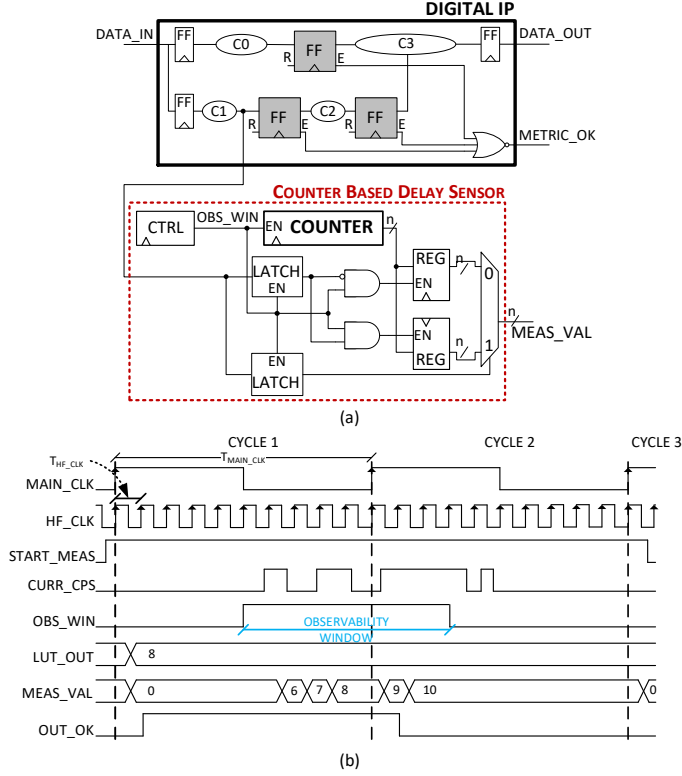 DIGITAL IP
DATA_IN
FF
C0
FF
R
E
C3
FF
DATA_OUT
FF
C1
FF
R
E
C2
FF
R
E
METRIC_OK
COUNTER BASED DELAY SENSOR
CTRL
OBS_WIN
EN
COUNTER
n
LATCH
EN
REG
EN
n
0
n
MEAS_VAL
EN
REG
n
1
EN
LATCH
(a)
CYCLE 1
CYCLE 2
CYCLE 3
THF_CLK
TMAIN_CLK
MAIN_CLK
HF_CLK
START_MEAS
CURR_CPS
OBS_WIN
OBSERVABILITY
WINDOW
LUT_OUT
8
MEAS_VAL
0
6
7
8
9
10
0
OUT_OK
(b)